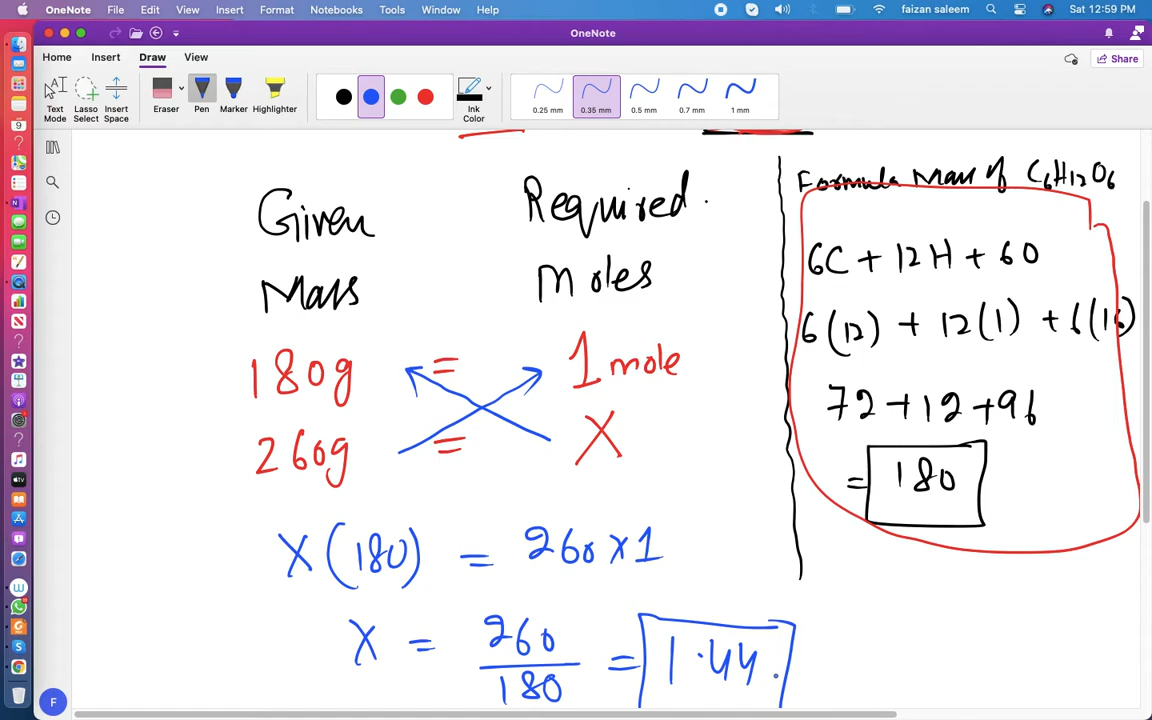 OneNote File Edit View Insert Format Notebooks Tools Window Help faizan saleem Sat 12:59 PM
OneNote
Home Insert Draw View Share
Text Mode Lasso Select Insert Space Eraser Pen Marker Highlighter Ink Color 0.25 mm 0.35 mm 0.5 mm 0.7 mm 1 mm
Given Required
Mass Moles
180g = 1 mole
260g = X
X (180) = 260 x 1
X = 260/180 = 1.44.
Formula Mass of C6H12O6
6C + 12H + 6O
6(12) + 12(1) + 6(16)
72 + 12 + 96
= 180
F